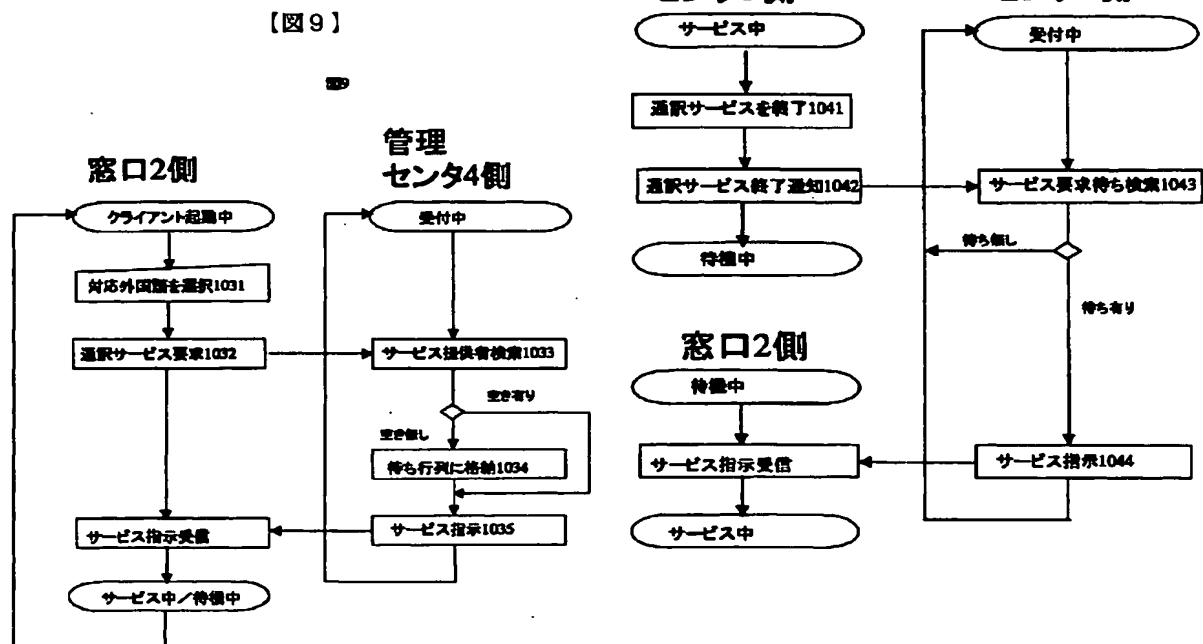 【図9】
図9
窓口2側
クライアント起動中
対応外国語を選択1031
通訳サービス要求1032
サービス指示受信
サービス中/待機中
管理
センタ4側
受付中
サービス提供者検索1033
空き有り
空き無し
待ち行列に格納1034
サービス指示1035
サービス中
通訳サービスを終了1041
通訳サービス終了通知1042
待機中
受付中
サービス要求待ち検索1043
待ち無し
待ち有り
サービス指示1044
窓口2側
待機中
サービス指示受信
サービス中